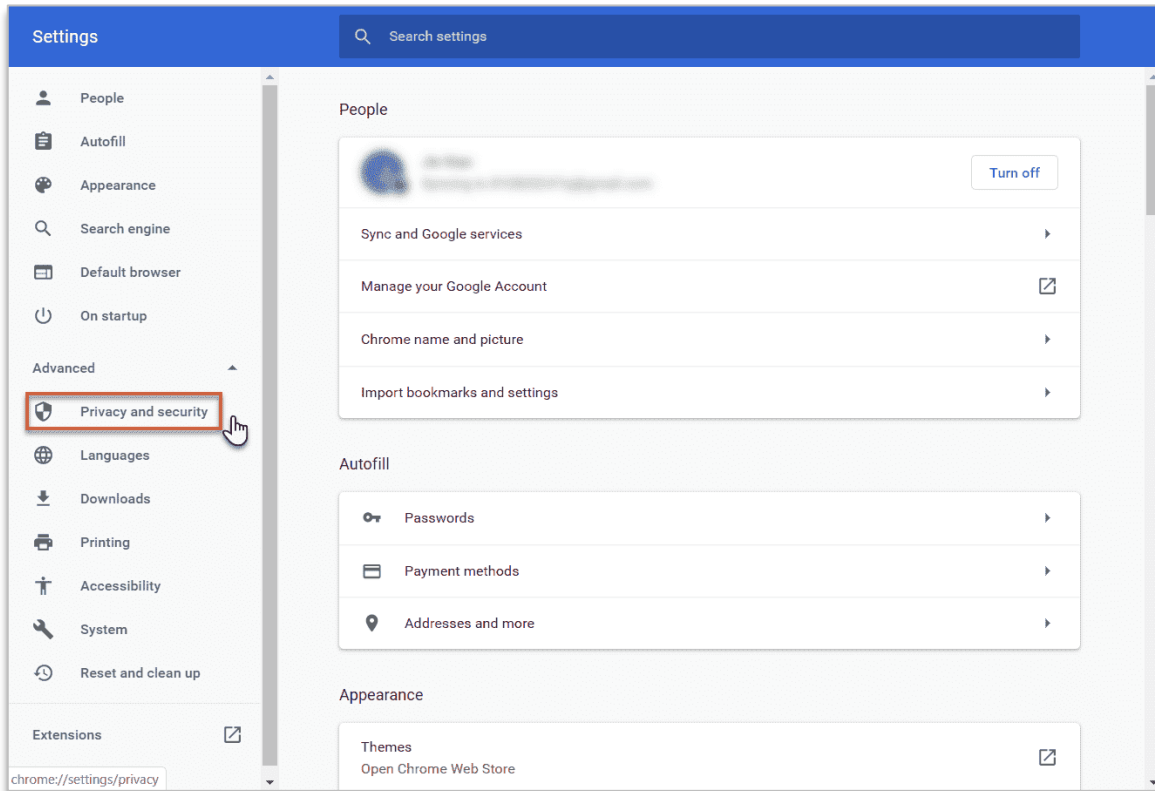 Settings
Search settings
People
Autofill
Appearance
Search engine
Default browser
On startup
Advanced
Privacy and security
Languages
Downloads
Printing
Accessibility
System
Reset and clean up
Extensions
chrome://settings/privacy
People
Turn off
Sync and Google services
Manage your Google Account
Chrome name and picture
Import bookmarks and settings
Autofill
Passwords
Payment methods
Addresses and more
Appearance
Themes
Open Chrome Web Store